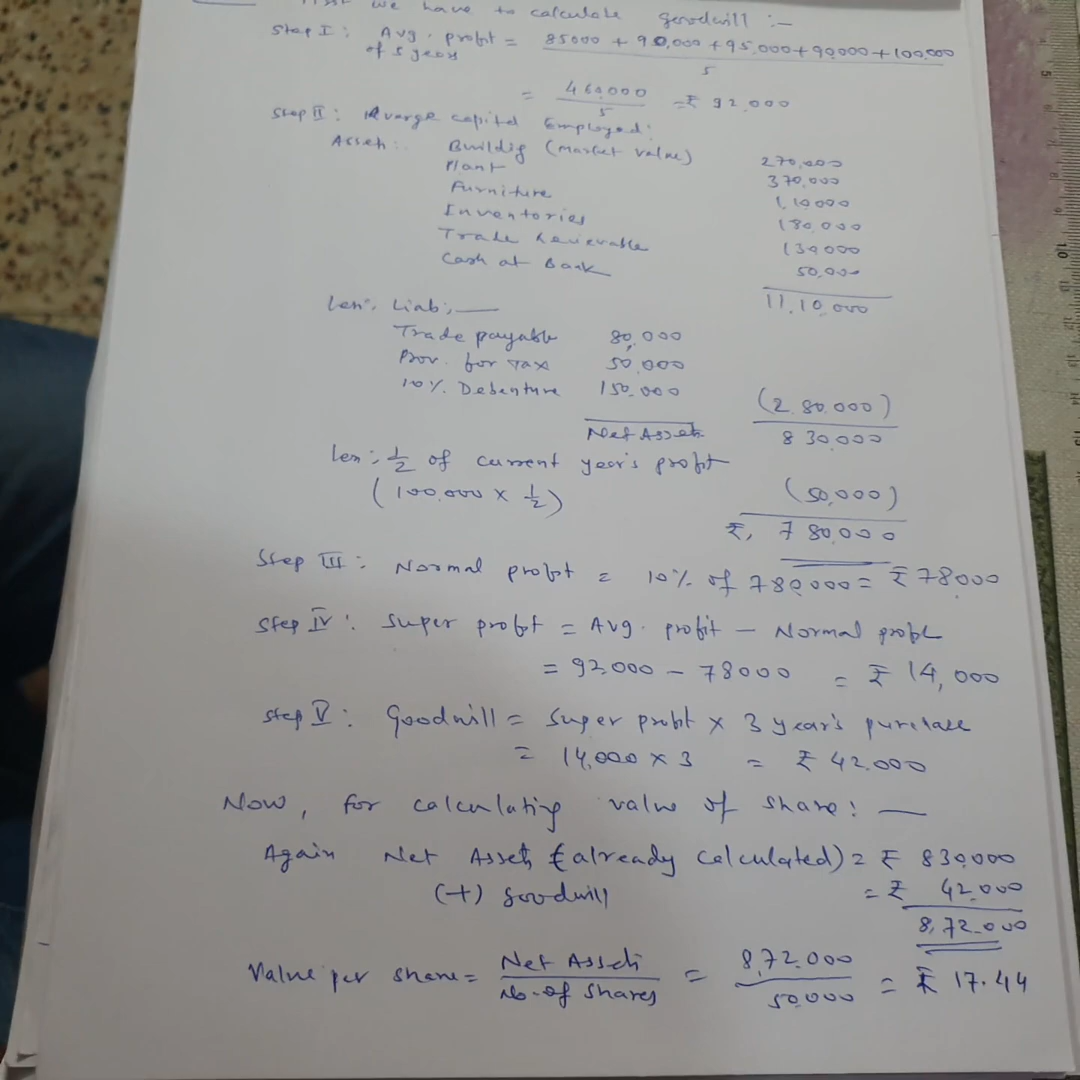 we have to calculate goodwill :-
Step I : Avg. profit = 85000 + 90,000 + 95,000 + 90000 + 100,000
of 5 years 5
= 460000 = ₹ 92,000
5
Step II : Average capital Employed :
Assets : Building (market value) 270,000
Plant 370,000
Furniture 1,10000
Inventories 180,000
Trade 130000
Cash at Bank 50,000
11,10,000
Len : Liab : —
Trade payable 80,000
Prov. for Tax 50,000
10% Debenture 150,000 (2,80,000)
Net Assets 830,000
Len : 1/2 of current year's profit
(100,000 × 1/2) (50,000)
₹, 780,000
Step III : Normal profit = 10% of 780000 = ₹ 78000
Step IV : Super profit = Avg. profit – Normal profit
= 92,000 – 78000 = ₹ 14,000
Step V : Goodwill = Super profit × 3 year's purchase
= 14,000 × 3 = ₹ 42,000
Now, for calculating value of share : —
Again Net Assets (already calculated) = ₹ 830,000
(+) Goodwill = ₹ 42,000
8,72,000
Value per share = Net Assets = 8,72,000 = ₹ 17.44
No. of shares 50,000